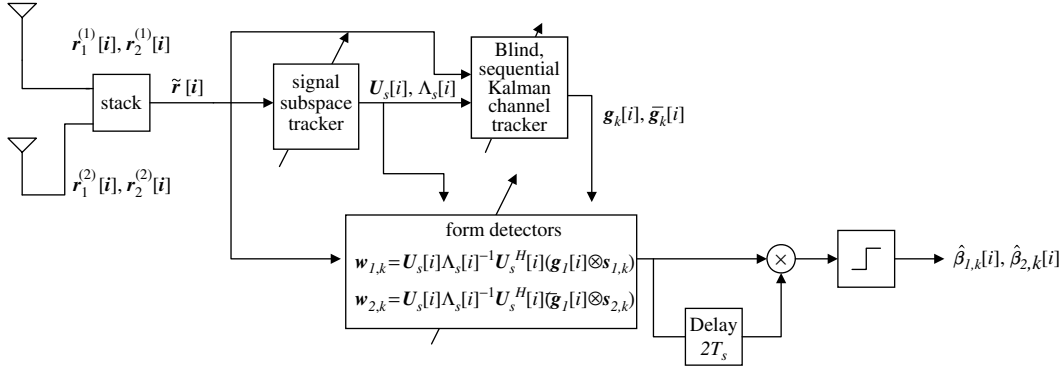 r₁⁽¹⁾[i], r₂⁽¹⁾[i]
stack
r̃ [i]
r₁⁽²⁾[i], r₂⁽²⁾[i]
signal
subspace
tracker
Uₛ[i], Λₛ[i]
Blind,
sequential
Kalman
channel
tracker
gₖ[i], ḡₖ[i]
form detectors
w₁,ₖ=Uₛ[i]Λₛ[i]⁻¹Uₛᴴ[i](g₁[i]⊗s₁,ₖ)
w₂,ₖ=Uₛ[i]Λₛ[i]⁻¹Uₛᴴ[i](ḡ₁[i]⊗s₂,ₖ)
×
Delay
2Tₛ
β̂₁,ₖ[i], β̂₂,ₖ[i]